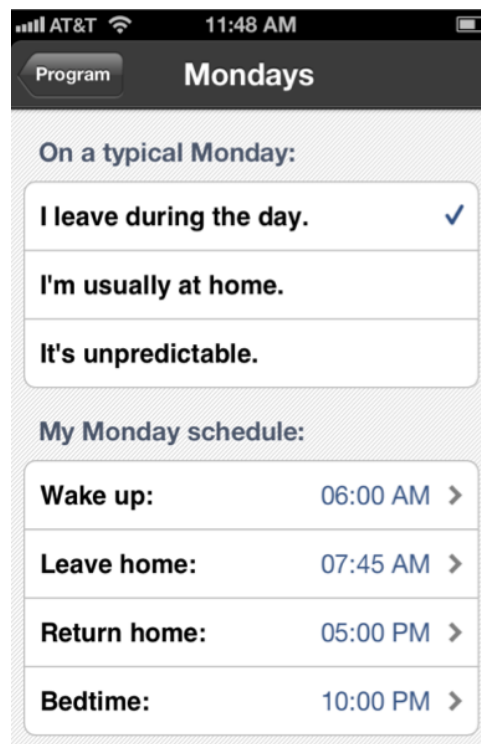 AT&T 11:48 AM
Program Mondays
On a typical Monday:
I leave during the day.
I'm usually at home.
It's unpredictable.
My Monday schedule:
Wake up: 06:00 AM
Leave home: 07:45 AM
Return home: 05:00 PM
Bedtime: 10:00 PM